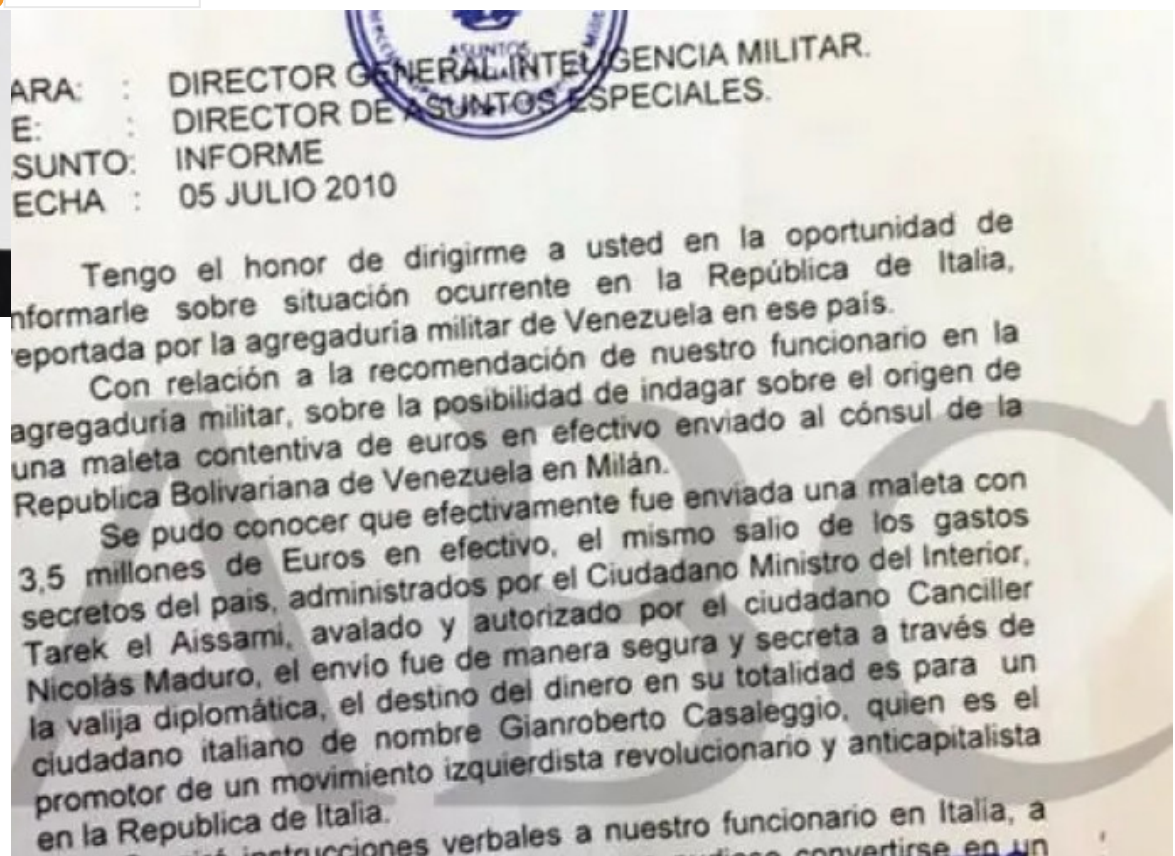 ASUNTOS
ARA: : DIRECTOR GENERAL INTELIGENCIA MILITAR.
E: : DIRECTOR DE ASUNTOS ESPECIALES.
SUNTO: INFORME
ECHA : 05 JULIO 2010
Tengo el honor de dirigirme a usted en la oportunidad de
nformarle sobre situación ocurrente en la República de Italia,
eportada por la agregaduría militar de Venezuela en ese país.
Con relación a la recomendación de nuestro funcionario en la
agregaduría militar, sobre la posibilidad de indagar sobre el origen de
una maleta contentiva de euros en efectivo enviado al cónsul de la
Republica Bolivariana de Venezuela en Milán.
Se pudo conocer que efectivamente fue enviada una maleta con
3,5 millones de Euros en efectivo, el mismo salio de los gastos
secretos del pais, administrados por el Ciudadano Ministro del Interior,
Tarek el Aissami, avalado y autorizado por el ciudadano Canciller
Nicolás Maduro, el envío fue de manera segura y secreta a través de
la valija diplomática, el destino del dinero en su totalidad es para un
ciudadano italiano de nombre Gianroberto Casaleggio, quien es el
promotor de un movimiento izquierdista revolucionario y anticapitalista
en la Republica de Italia.
instrucciones verbales a nuestro funcionario en Italia, a
convertirse en un
ABC